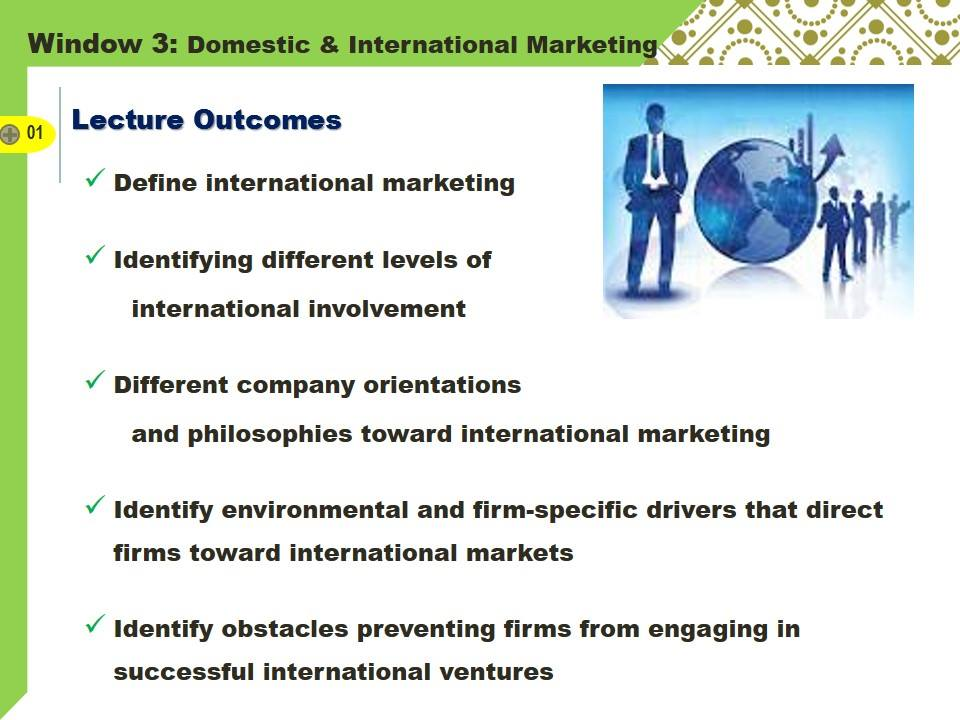 Window 3: Domestic & International Marketing
01
Lecture Outcomes
Define international marketing
Identifying different levels of
international involvement
Different company orientations
and philosophies toward international marketing
Identify environmental and firm-specific drivers that direct
firms toward international markets
Identify obstacles preventing firms from engaging in
successful international ventures